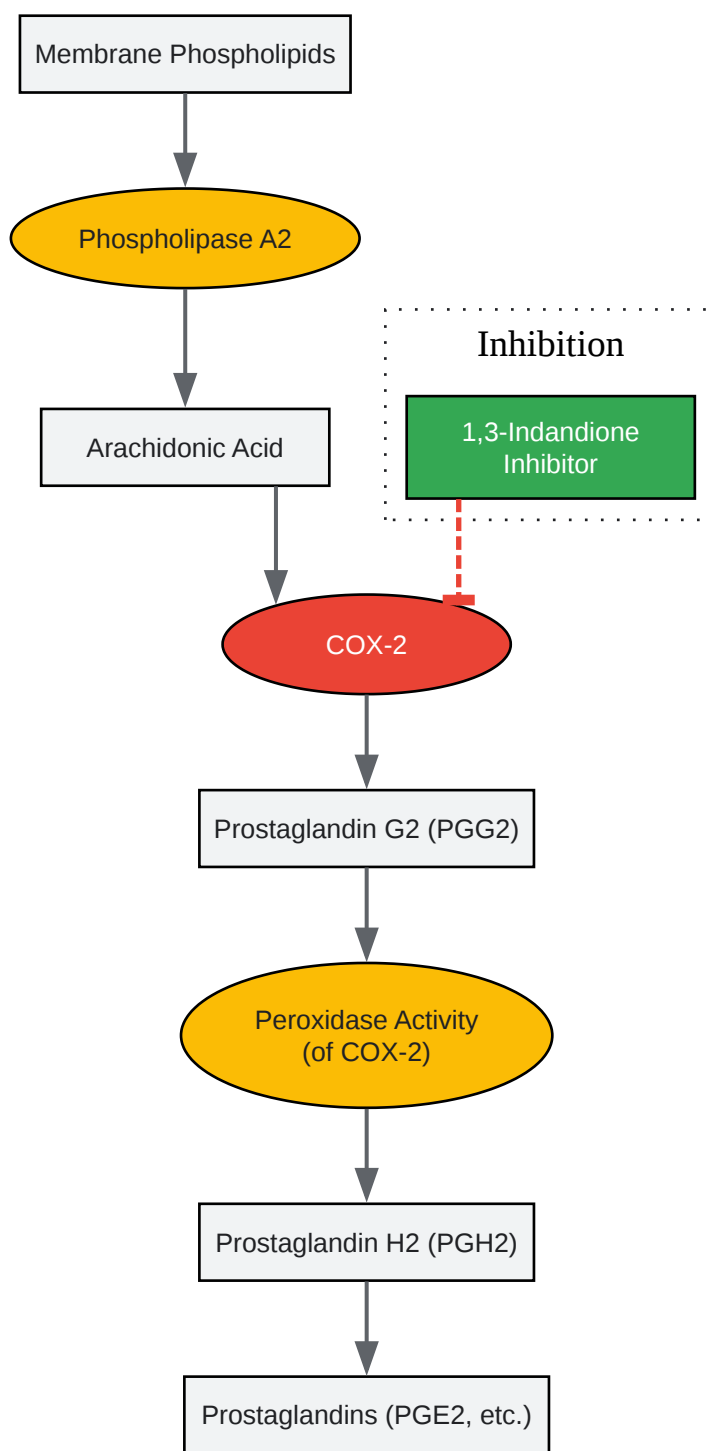 Membrane Phospholipids
Phospholipase A2
Inhibition
1,3-Indandione
Inhibitor
Arachidonic Acid
COX-2
Prostaglandin G2 (PGG2)
Peroxidase Activity
(of COX-2)
Prostaglandin H2 (PGH2)
Prostaglandins (PGE2, etc.)